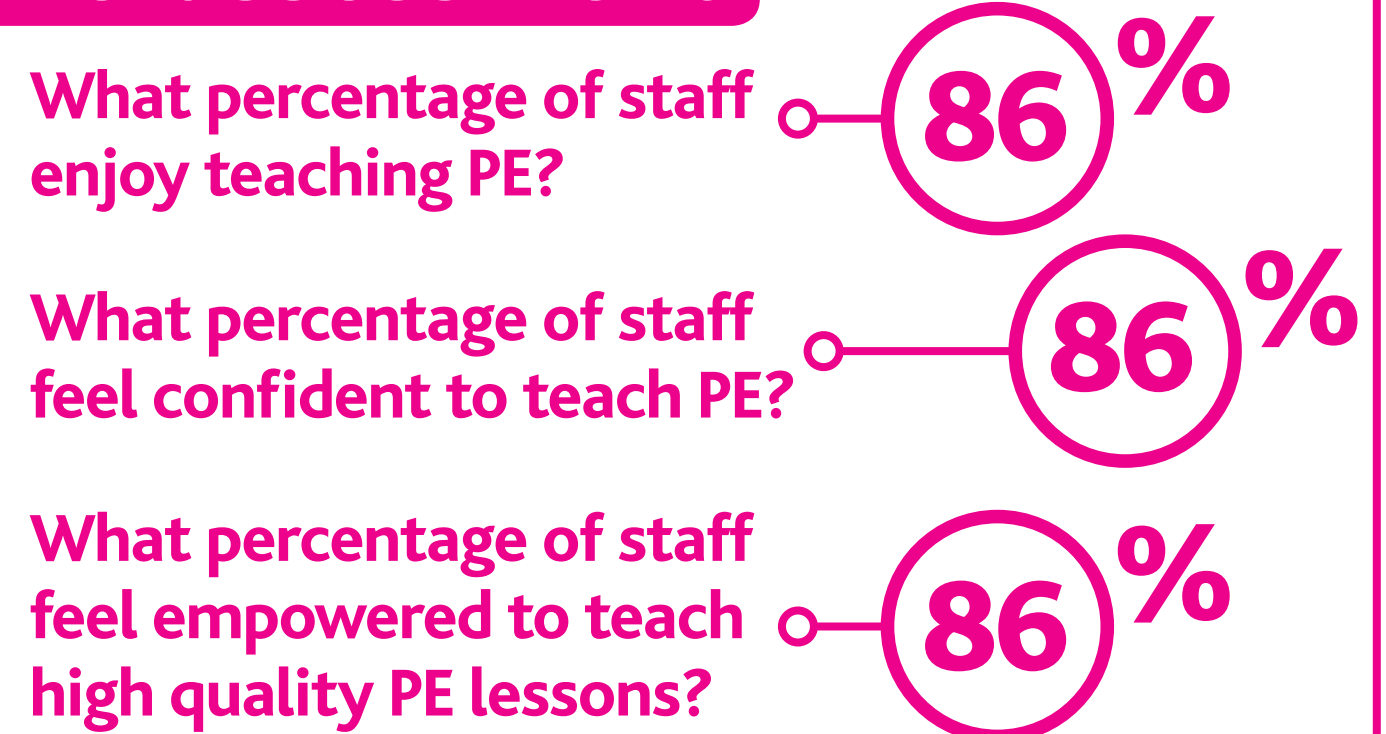 What percentage of staff
enjoy teaching PE?
86%
What percentage of staff
feel confident to teach PE?
86%
What percentage of staff
feel empowered to teach
high quality PE lessons?
86%